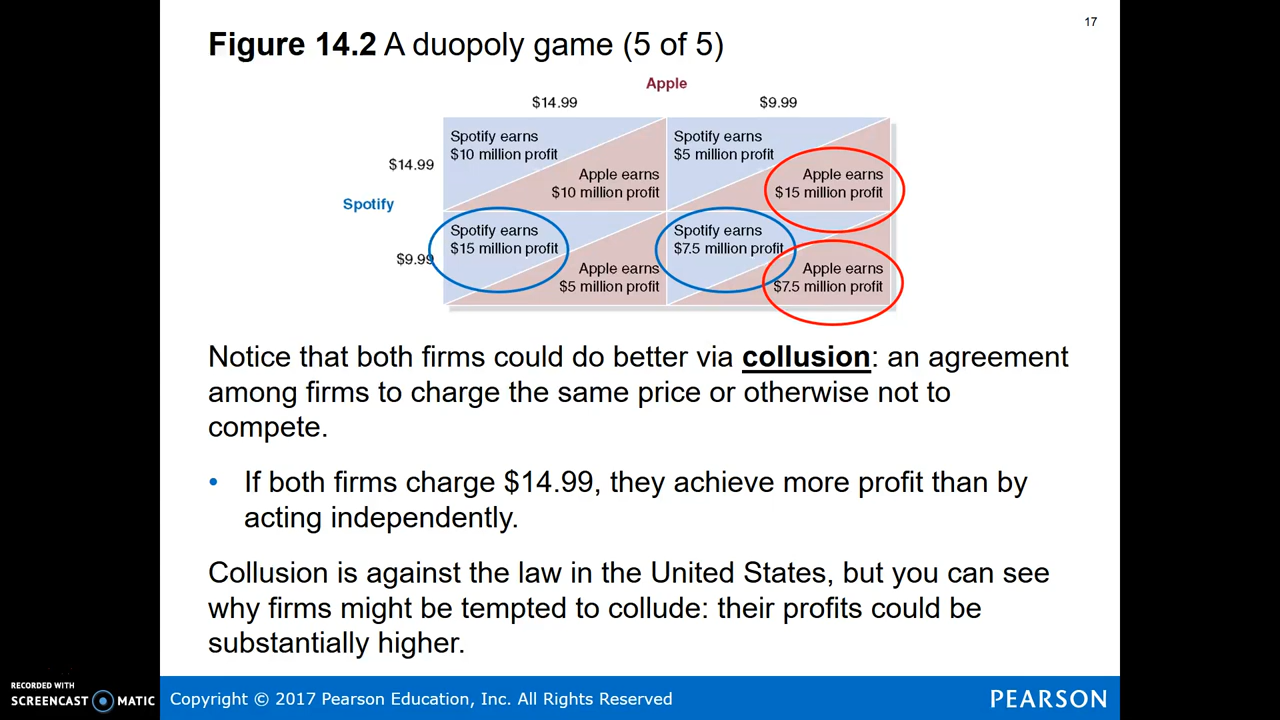 17
Figure 14.2 A duopoly game (5 of 5)
Apple
$14.99 $9.99
Spotify earns
$10 million profit
Apple earns
$10 million profit
Spotify earns
$5 million profit
Apple earns
$15 million profit
$14.99
Spotify
$9.99
Spotify earns
$15 million profit
Apple earns
$5 million profit
Spotify earns
$7.5 million profit
Apple earns
$7.5 million profit
Notice that both firms could do better via collusion: an agreement
among firms to charge the same price or otherwise not to
compete.
• If both firms charge $14.99, they achieve more profit than by
acting independently.
Collusion is against the law in the United States, but you can see
why firms might be tempted to collude: their profits could be
substantially higher.
RECORDED WITH
SCREENCAST MATIC
Copyright © 2017 Pearson Education, Inc. All Rights Reserved
PEARSON